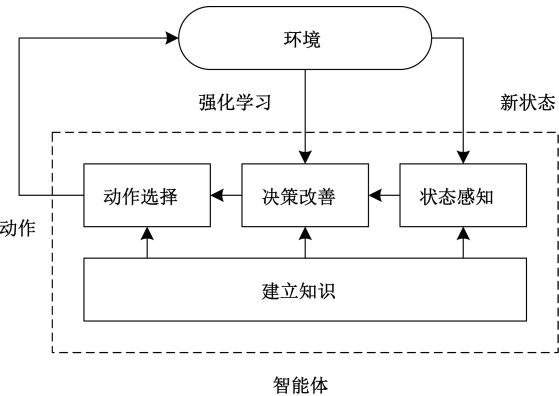 环境
强化学习
新状态
动作选择
决策改善
状态感知
动作
建立知识
智能体